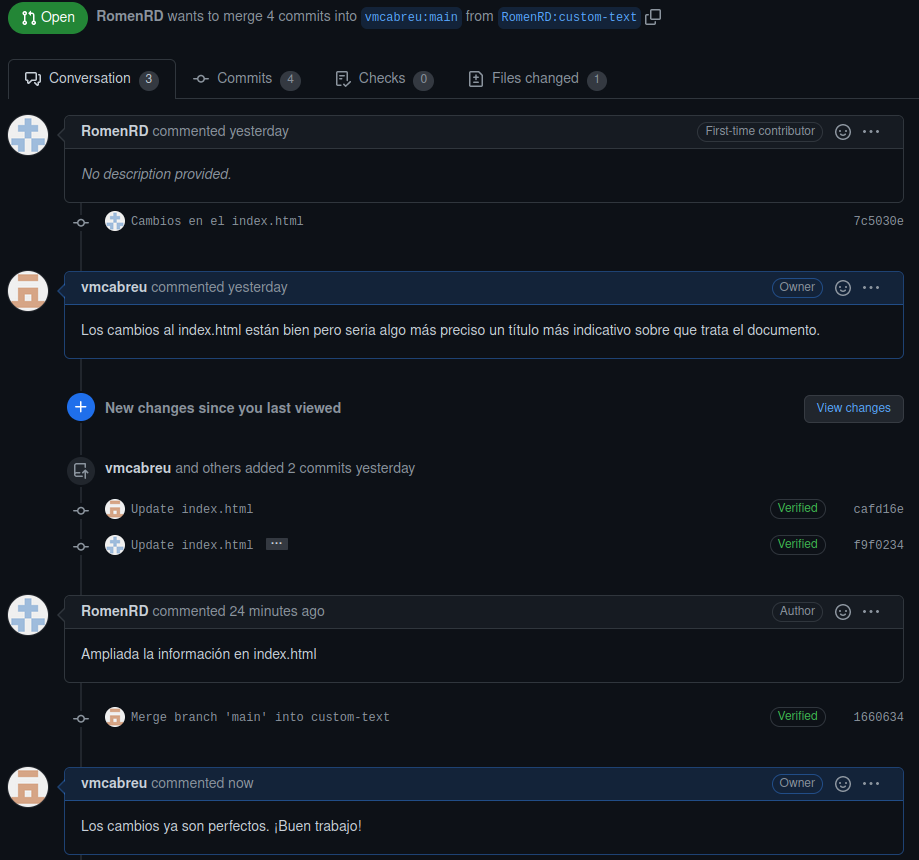 Open RomenRD wants to merge 4 commits into vmcabreu:main from RomenRD:custom-text
Conversation 3 Commits 4 Checks 0 Files changed 1
RomenRD commented yesterday First-time contributor
No description provided.
Cambios en el index.html 7c5030e
vmcabreu commented yesterday Owner
Los cambios al index.html están bien pero seria algo más preciso un título más indicativo sobre que trata el documento.
New changes since you last viewed View changes
vmcabreu and others added 2 commits yesterday
Update index.html Verified cafd16e
Update index.html Verified f9f0234
RomenRD commented 24 minutes ago Author
Ampliada la información en index.html
Merge branch 'main' into custom-text Verified 1660634
vmcabreu commented now Owner
Los cambios ya son perfectos. ¡Buen trabajo!